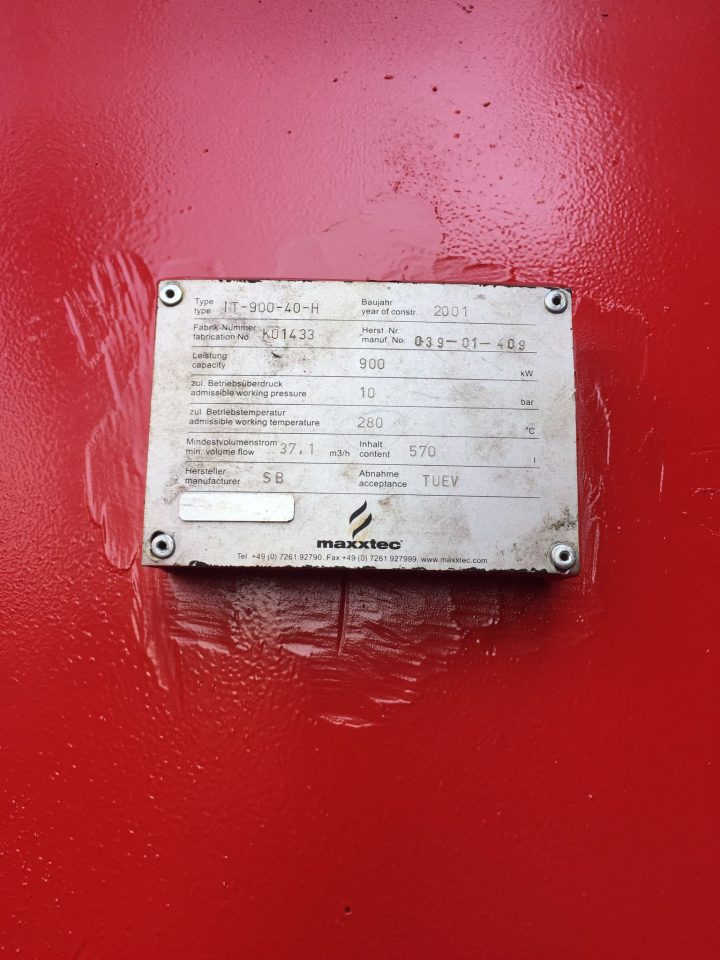 Type IT-900-40-H Baujahr 2001
type year of constr.
Fabrik-Nummer K01433 Herst. Nr 039-01-409
fabrication No. manuf. No.
Leistung 900 kW
capacity
zul. Betriebsüberdruck 10 bar
admissible working pressure
zul. Betriebstemperatur 280 °C
admissible working temperature
Mindestvolumenstrom 37,1 m3/h Inhalt 570 l
min. volume flow content
Hersteller SB Abnahme TUEV
manufacturer acceptance
maxxtec
Tel. +49 (0) 7261 92790, Fax +49 (0) 7261 927999, www.maxxtec.com